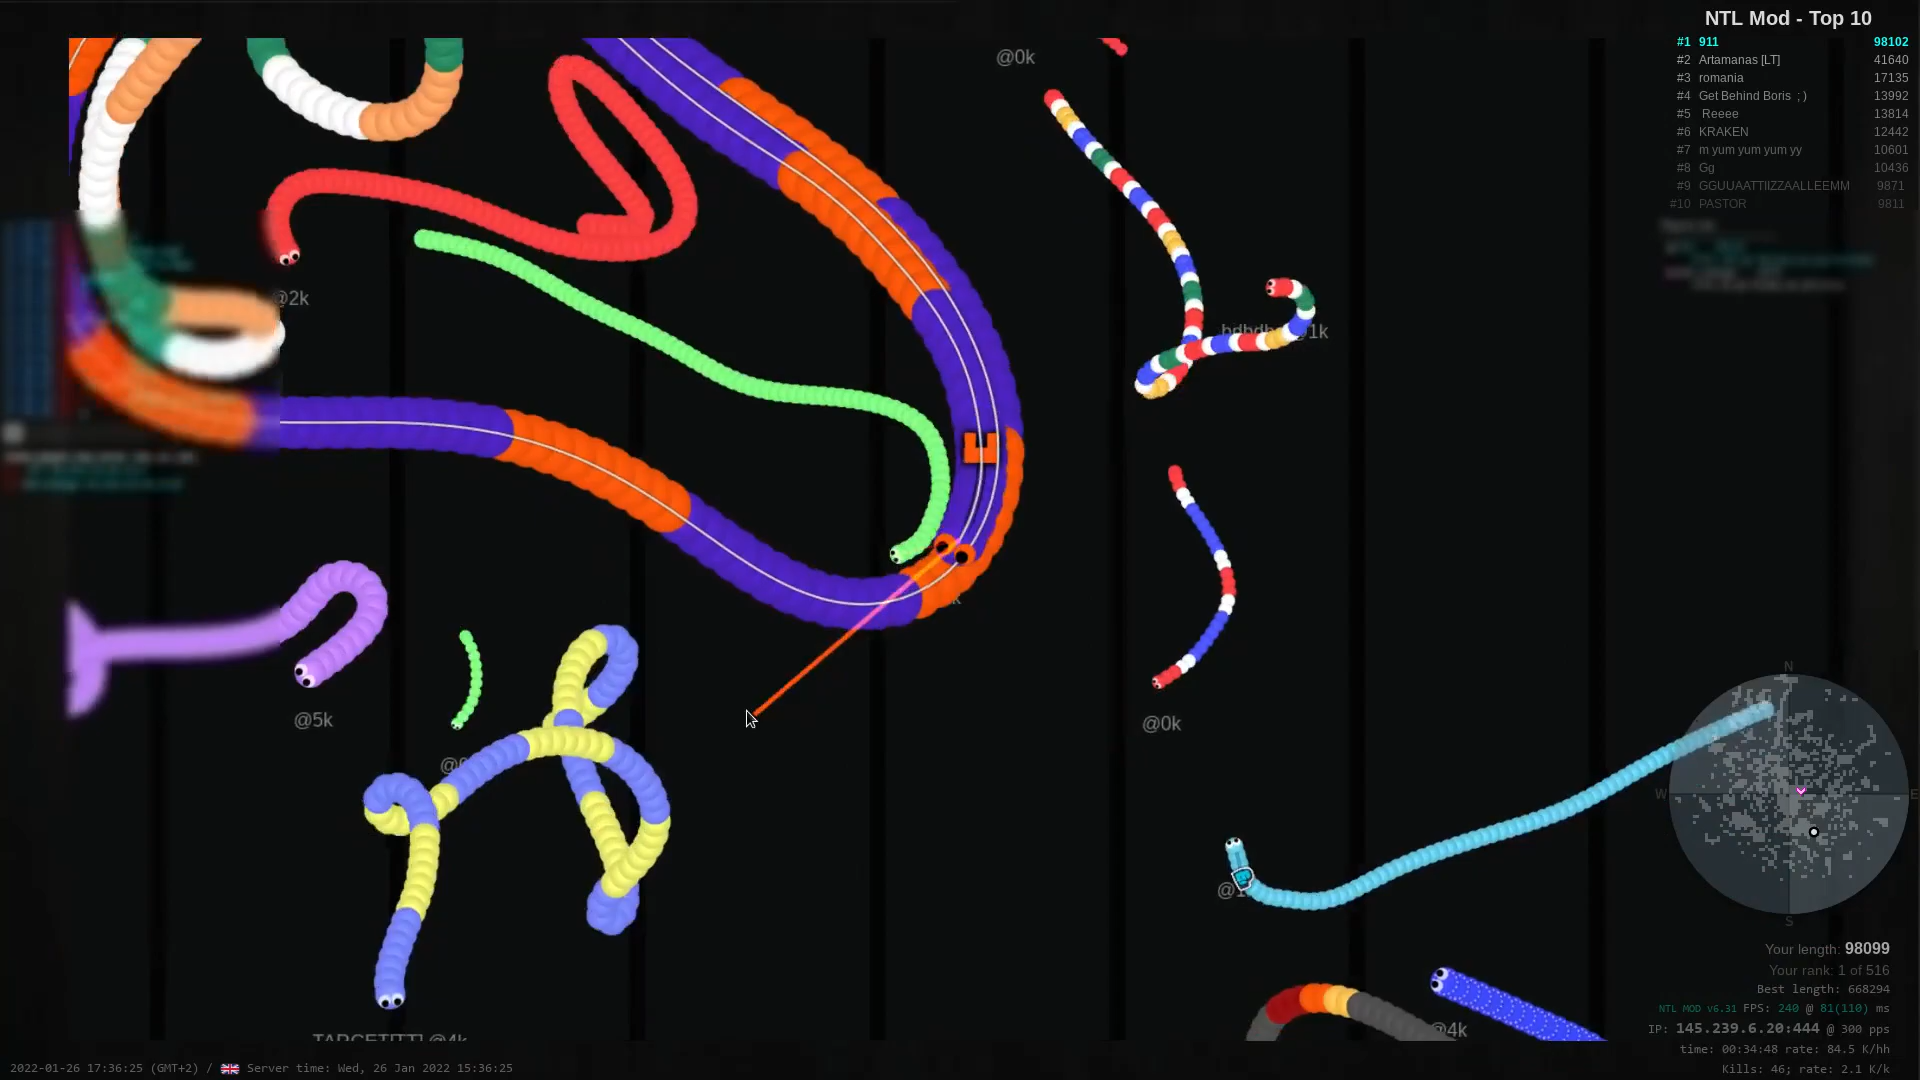 NTL Mod - Top 10
#1 911 98102
#2 Artamanas [LT] 41640
#3 romania 17135
#4 Get Behind Boris ; ) 13992
#5 Reeee 13814
#6 KRAKEN 12442
#7 m yum yum yum yy 10601
#8 Gg 10436
#9 GGUUAATTIIZZAALLEEMM 9871
#10 PASTOR 9811
@0k
@2k
@5k
@0k
@4k
N
W
E
S
Your length: 98099
Your rank: 1 of 516
Best length: 668294
NTL MOD v6.31 FPS: 240 @ 81(110) ms
IP: 145.239.6.20:444 @ 300 pps
time: 00:34:48 rate: 84.5 K/hh
Kills: 46; rate: 2.1 K/k
2022-01-26 17:36:25 (GMT+2) / Server time: Wed, 26 Jan 2022 15:36:25